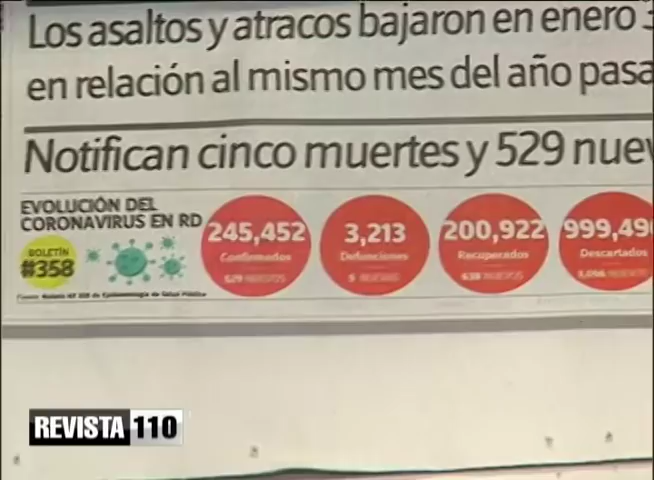 Los asaltos y atracos bajaron en enero
en relación al mismo mes del año pasa
Notifican cinco muertes y 529 nuev
EVOLUCIÓN DEL
CORONAVIRUS EN RD
BOLETÍN
#358
245,452
Confirmados
529
3,213
Defunciones
5
200,922
Recuperados
999,49
Descartados
REVISTA 110